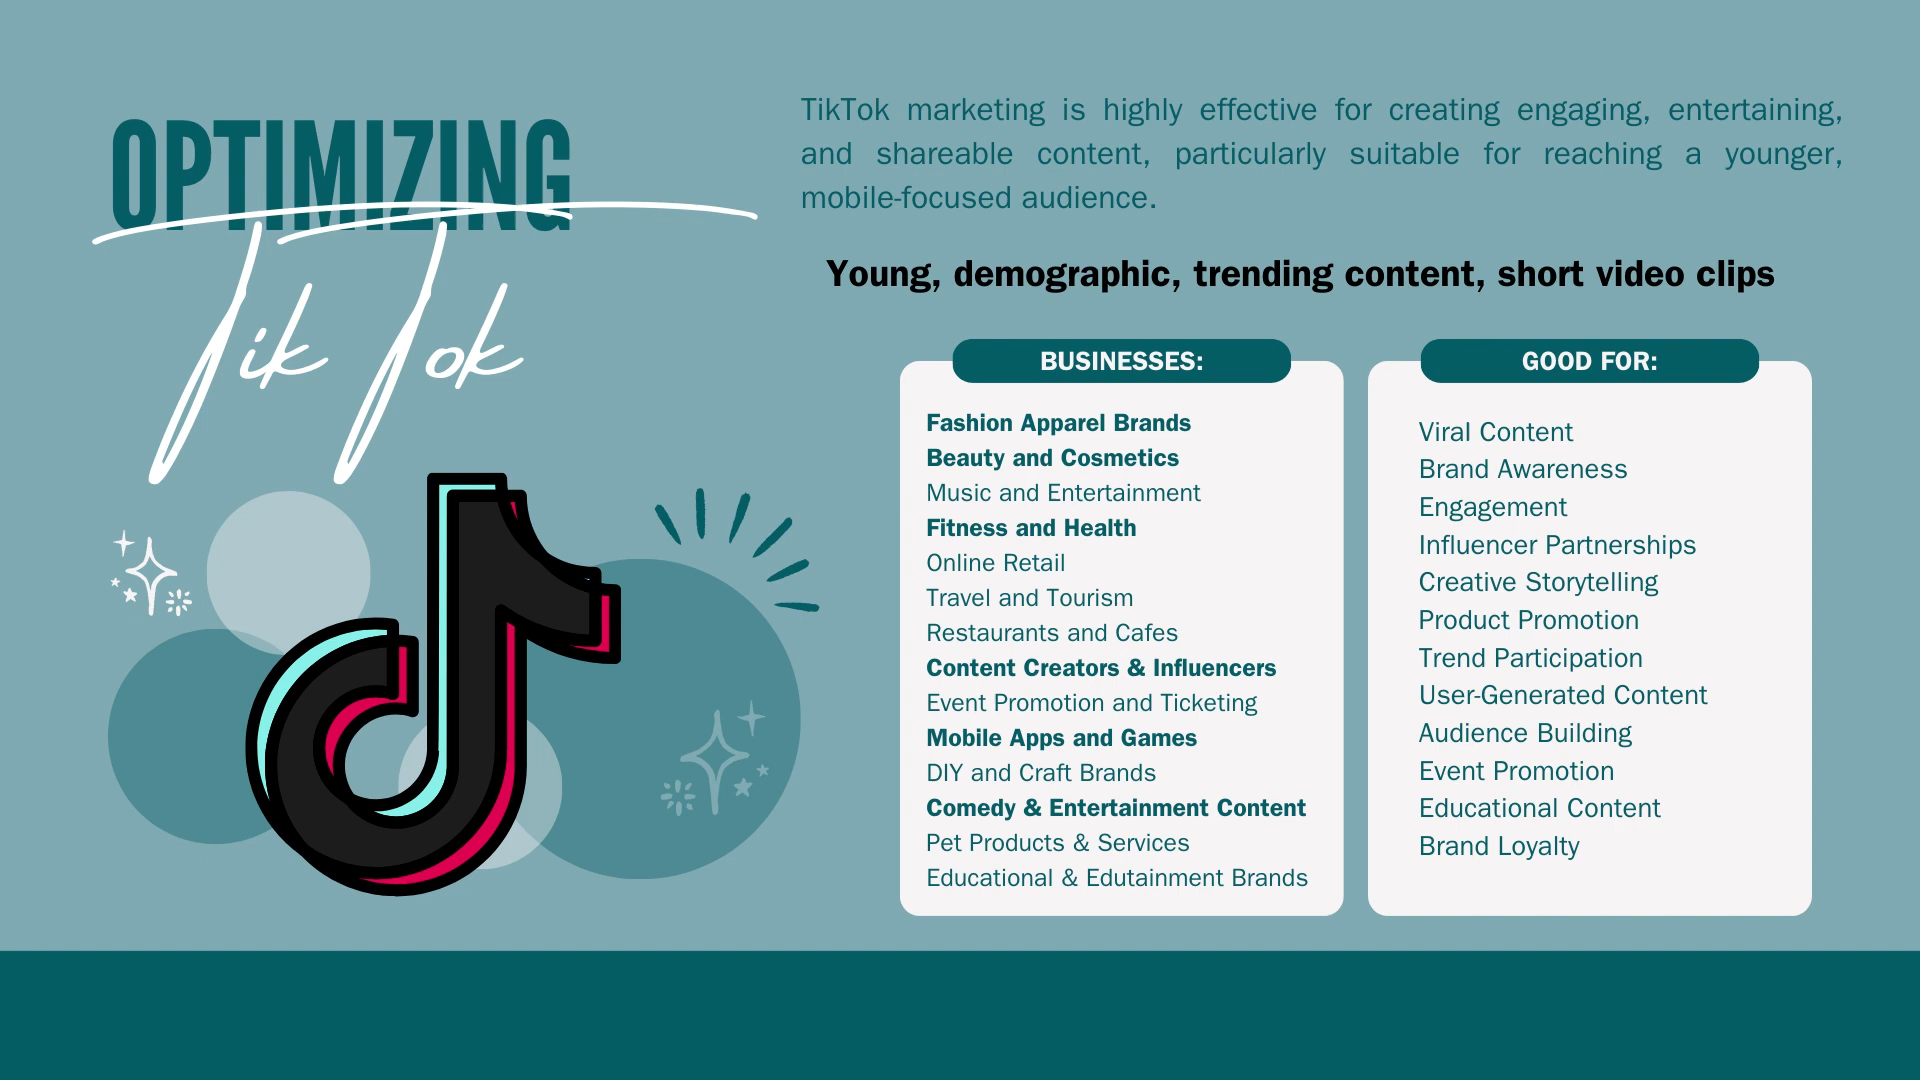 OPTIMIZING
TikTok
TikTok marketing is highly effective for creating engaging, entertaining,
and shareable content, particularly suitable for reaching a younger,
mobile-focused audience.
Young, demographic, trending content, short video clips
BUSINESSES:
Fashion Apparel Brands
Beauty and Cosmetics
Music and Entertainment
Fitness and Health
Online Retail
Travel and Tourism
Restaurants and Cafes
Content Creators & Influencers
Event Promotion and Ticketing
Mobile Apps and Games
DIY and Craft Brands
Comedy & Entertainment Content
Pet Products & Services
Educational & Edutainment Brands
GOOD FOR:
Viral Content
Brand Awareness
Engagement
Influencer Partnerships
Creative Storytelling
Product Promotion
Trend Participation
User-Generated Content
Audience Building
Event Promotion
Educational Content
Brand Loyalty